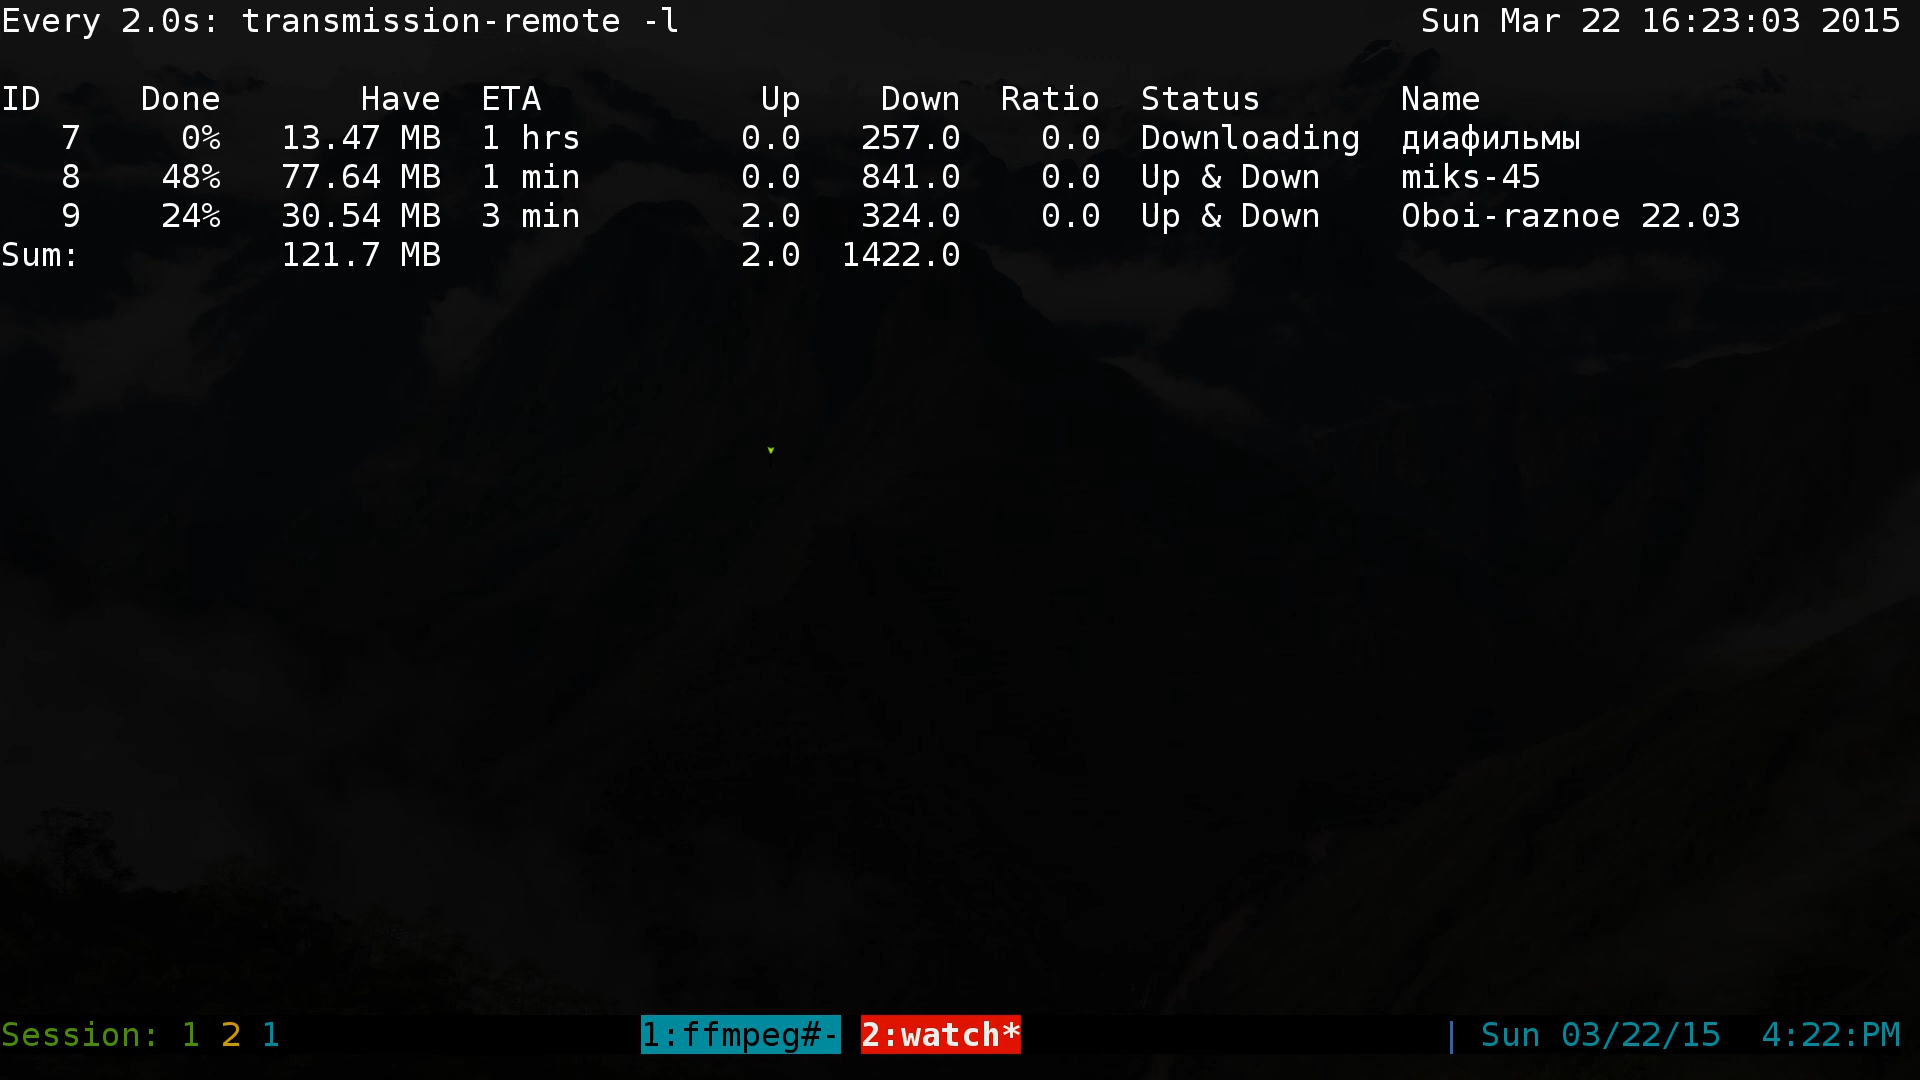 Every 2.0s: transmission-remote -l Sun Mar 22 16:23:03 2015
ID Done Have ETA Up Down Ratio Status Name
7 0% 13.47 MB 1 hrs 0.0 257.0 0.0 Downloading диафильмы
8 48% 77.64 MB 1 min 0.0 841.0 0.0 Up & Down miks-45
9 24% 30.54 MB 3 min 2.0 324.0 0.0 Up & Down Oboi-raznoe 22.03
Sum: 121.7 MB 2.0 1422.0
Session: 1 2 1 1:ffmpeg#- 2:watch* | Sun 03/22/15 4:22:PM